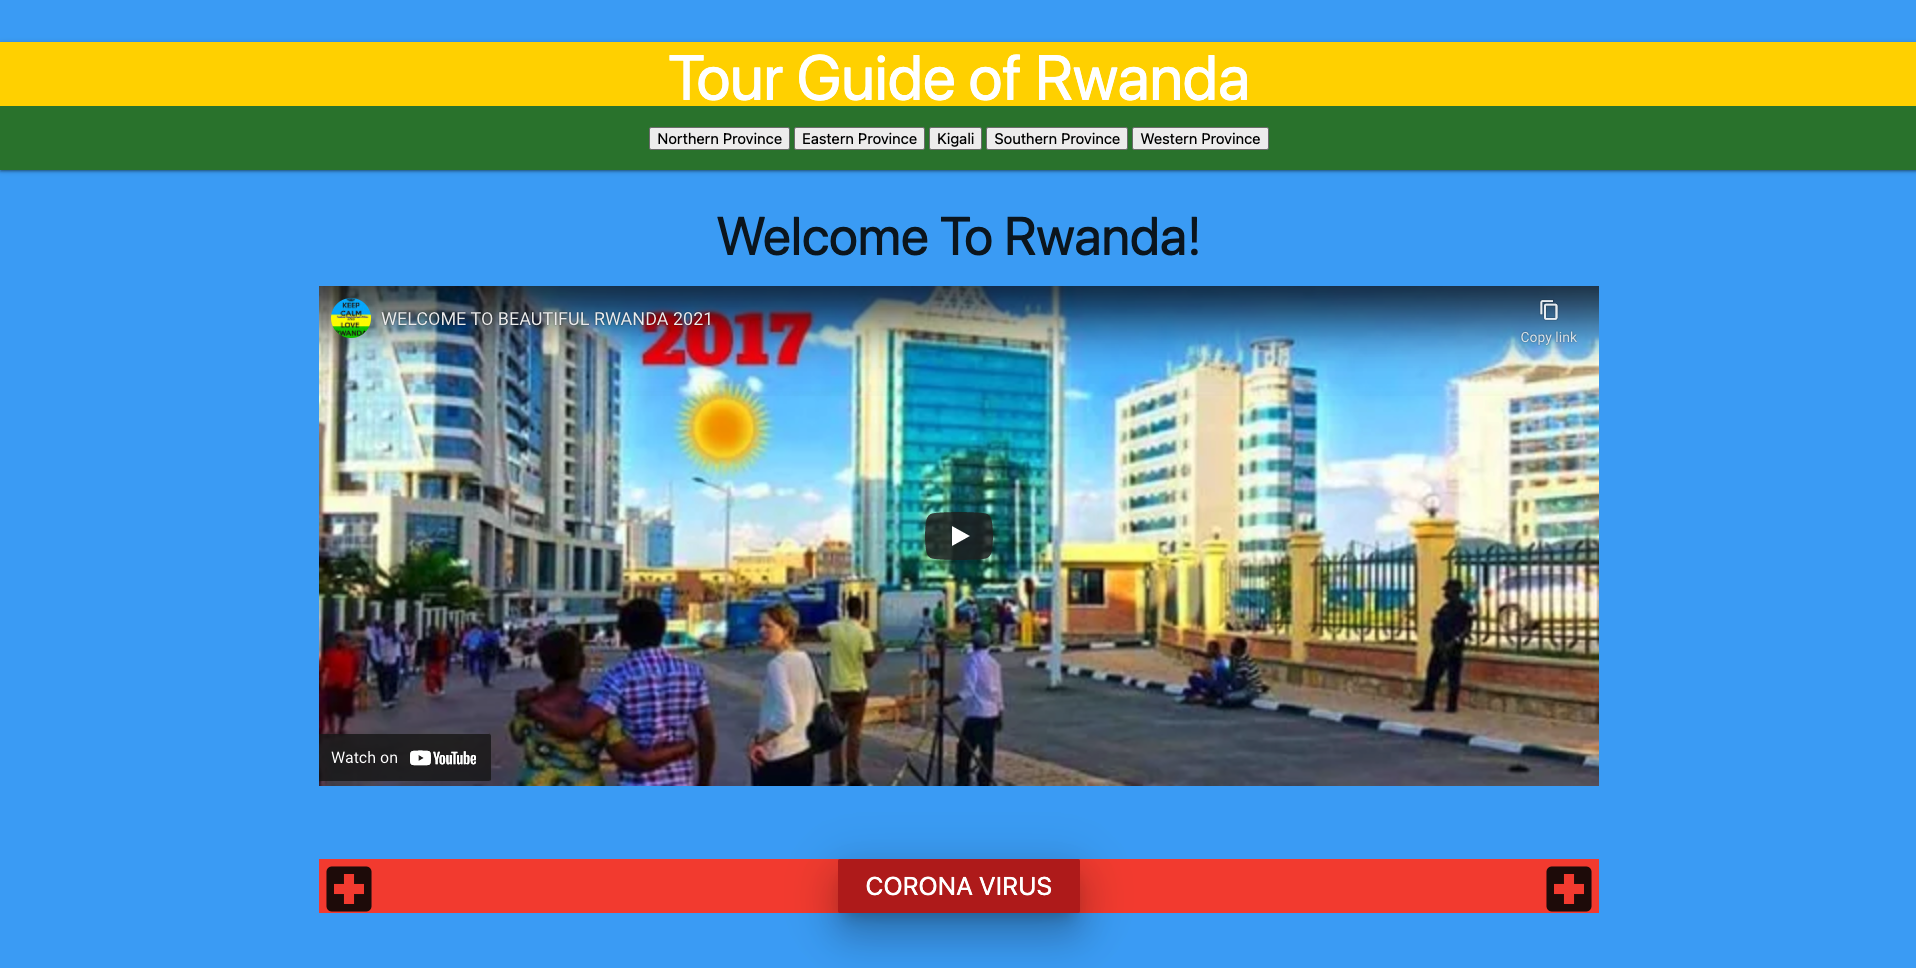 Tour Guide of Rwanda
Northern Province Eastern Province Kigali Southern Province Western Province
Welcome To Rwanda!
KEEP
CALM
LOVE
RWANDA
WELCOME TO BEAUTIFUL RWANDA 2021
2017
Copy link
Watch on YouTube
CORONA VIRUS